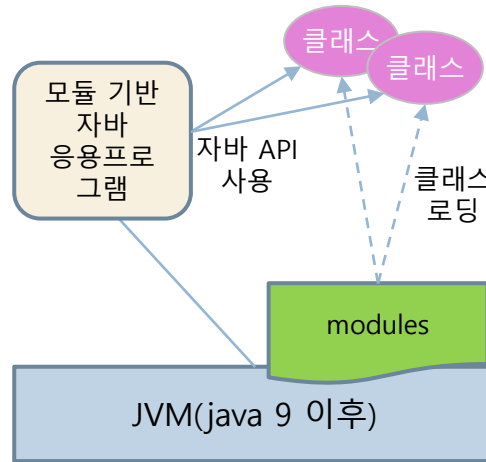 클래스
클래스
모듈 기반
자바
응용프로
그램
자바 API
사용
클래스
로딩
modules
JVM(java 9 이후)